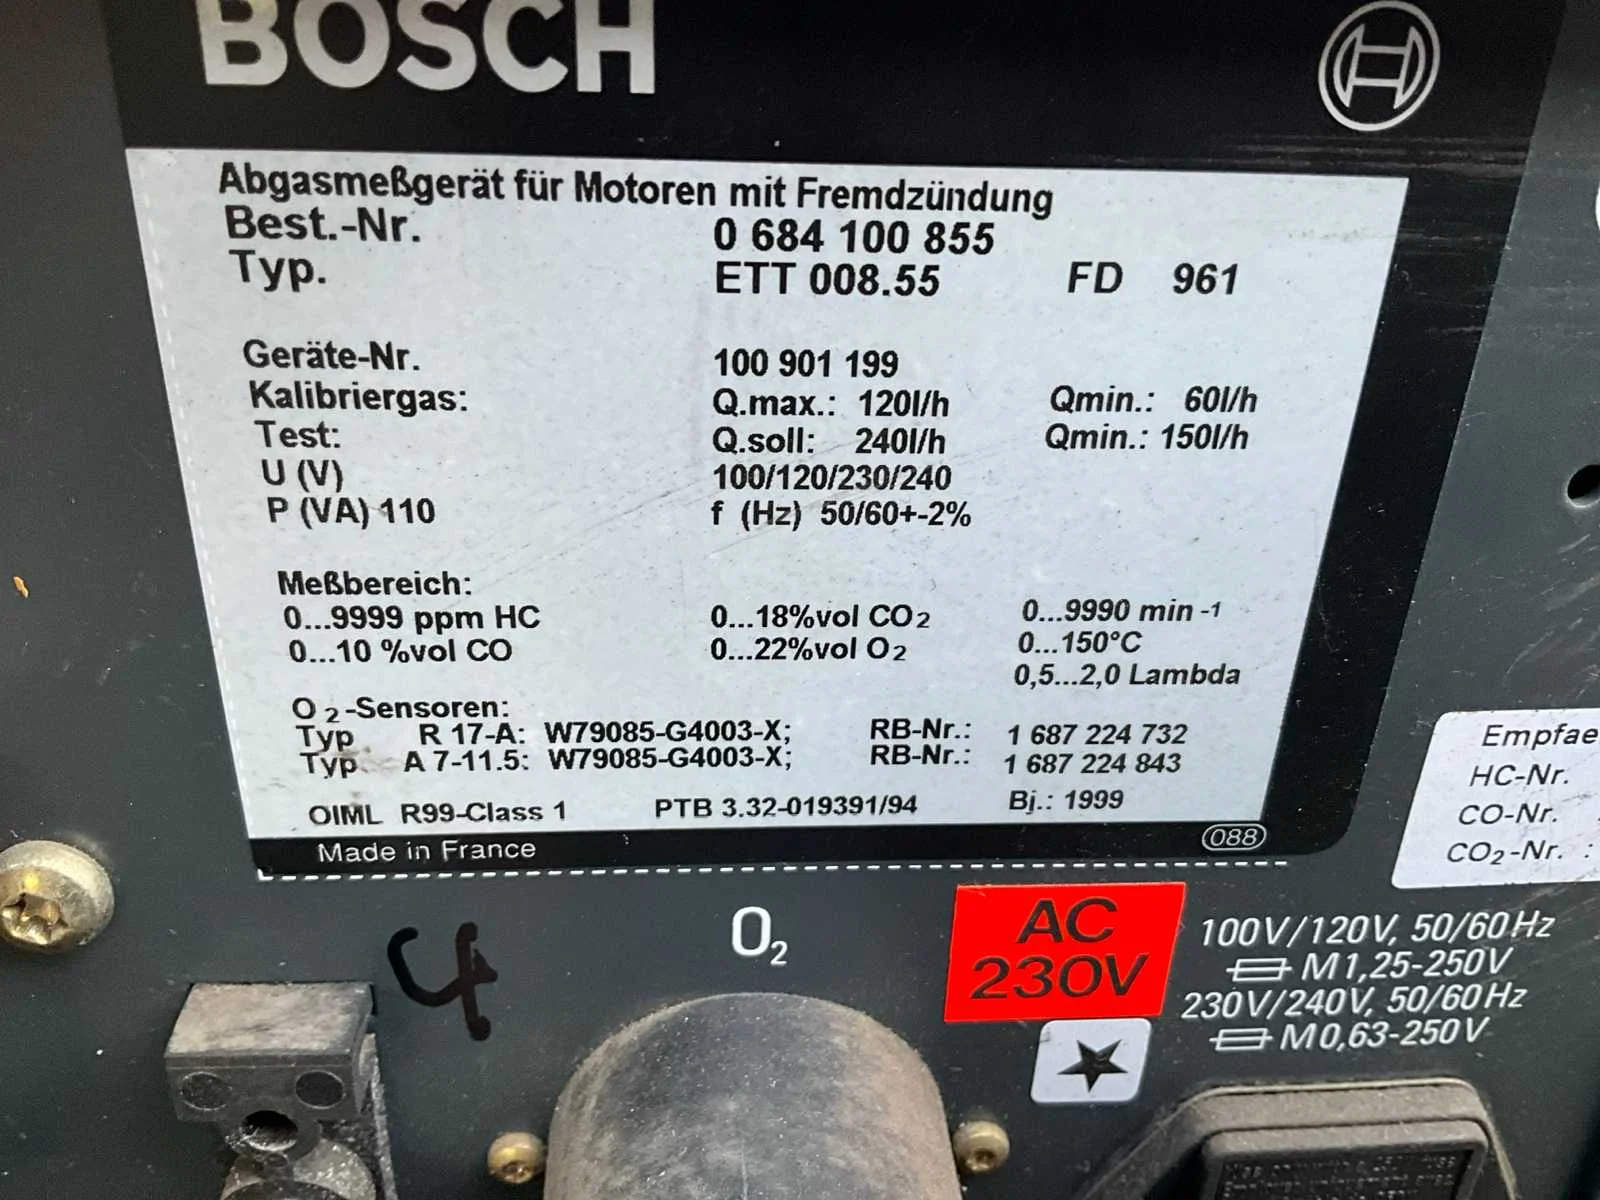 BOSCH
Abgasmeßgerät für Motoren mit Fremdzündung
Best.-Nr. 0 684 100 855
Typ. ETT 008.55 FD 961
Geräte-Nr. 100 901 199
Kalibriergas: Q.max.: 120l/h Qmin.: 60l/h
Test: Q.soll: 240l/h Qmin.: 150l/h
U (V) 100/120/230/240
P (VA) 110 f (Hz) 50/60+-2%
Meßbereich:
0...9999 ppm HC 0...18%vol CO2 0...9990 min -1
0...10 %vol CO 0...22%vol O2 0...150°C
0,5...2,0 Lambda
O2-Sensoren:
Typ R 17-A: W79085-G4003-X; RB-Nr.: 1 687 224 732
Typ A 7-11.5: W79085-G4003-X; RB-Nr.: 1 687 224 843
OIML R99-Class 1 PTB 3.32-019391/94 Bj.: 1999
Made in France 088
Empfae
HC-Nr.
CO-Nr.
CO2-Nr. :
4
O2
AC
230V
100V/120V, 50/60Hz
M1,25-250V
230V/240V, 50/60Hz
M0,63-250V